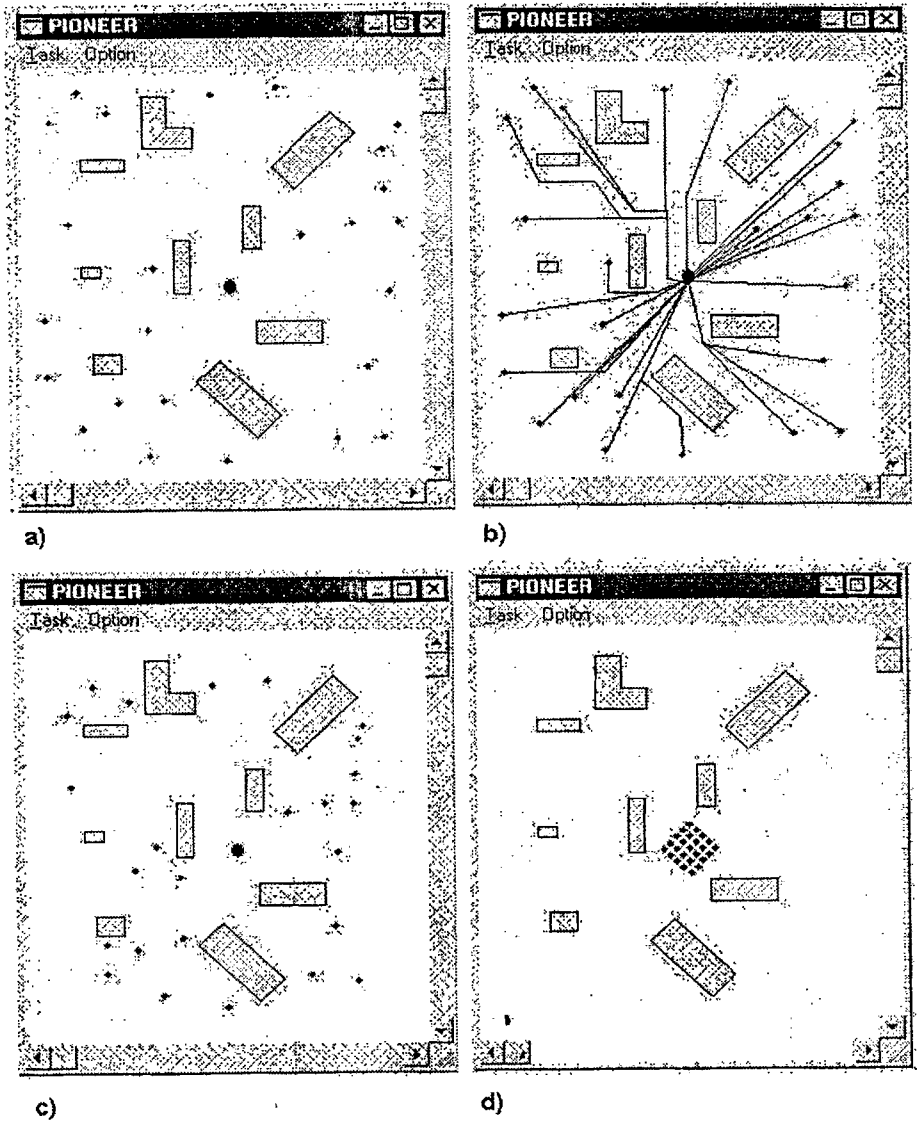 PIONEER
Task Option
a)
PIONEER
Task Option
b)
PIONEER
Task Option
c)
PIONEER
Task Option
d)